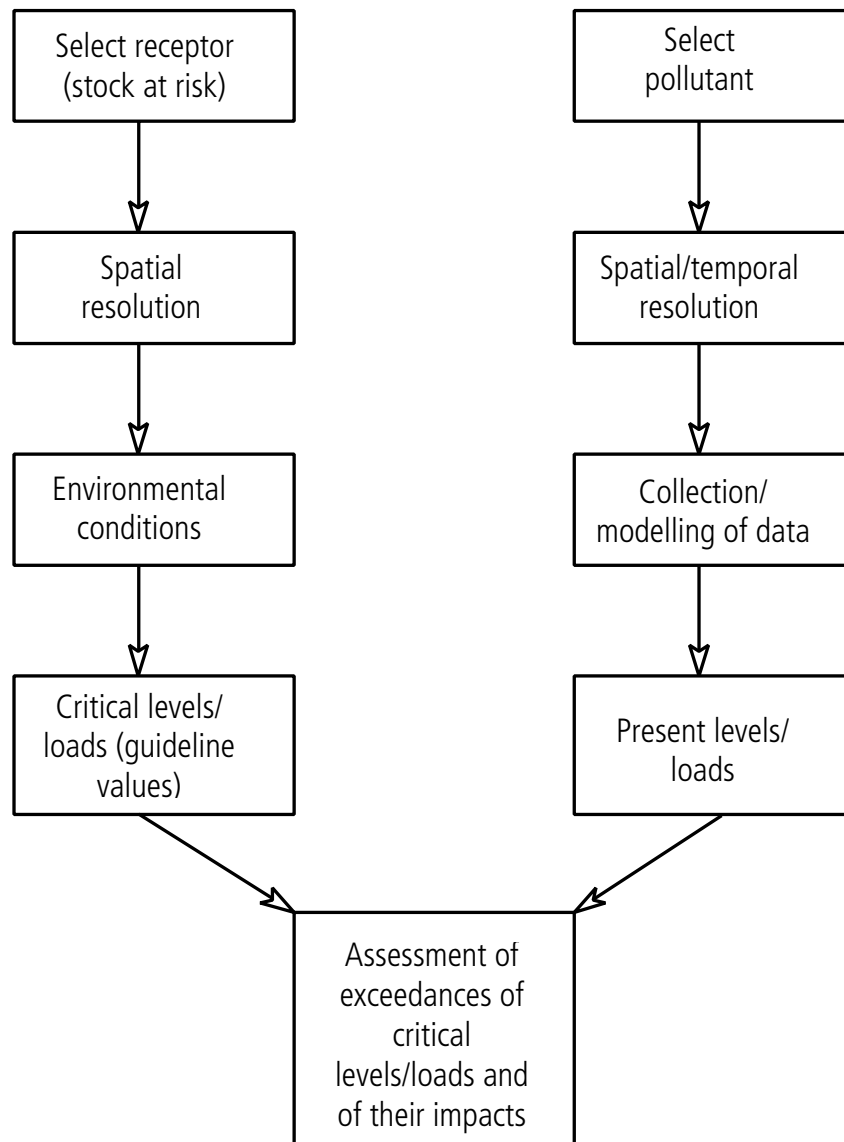 Select receptor
(stock at risk)
Spatial
resolution
Environmental
conditions
Critical levels/
loads (guideline
values)
Select
pollutant
Spatial/temporal
resolution
Collection/
modelling of data
Present levels/
loads
Assessment of
exceedances of
critical
levels/loads and
of their impacts